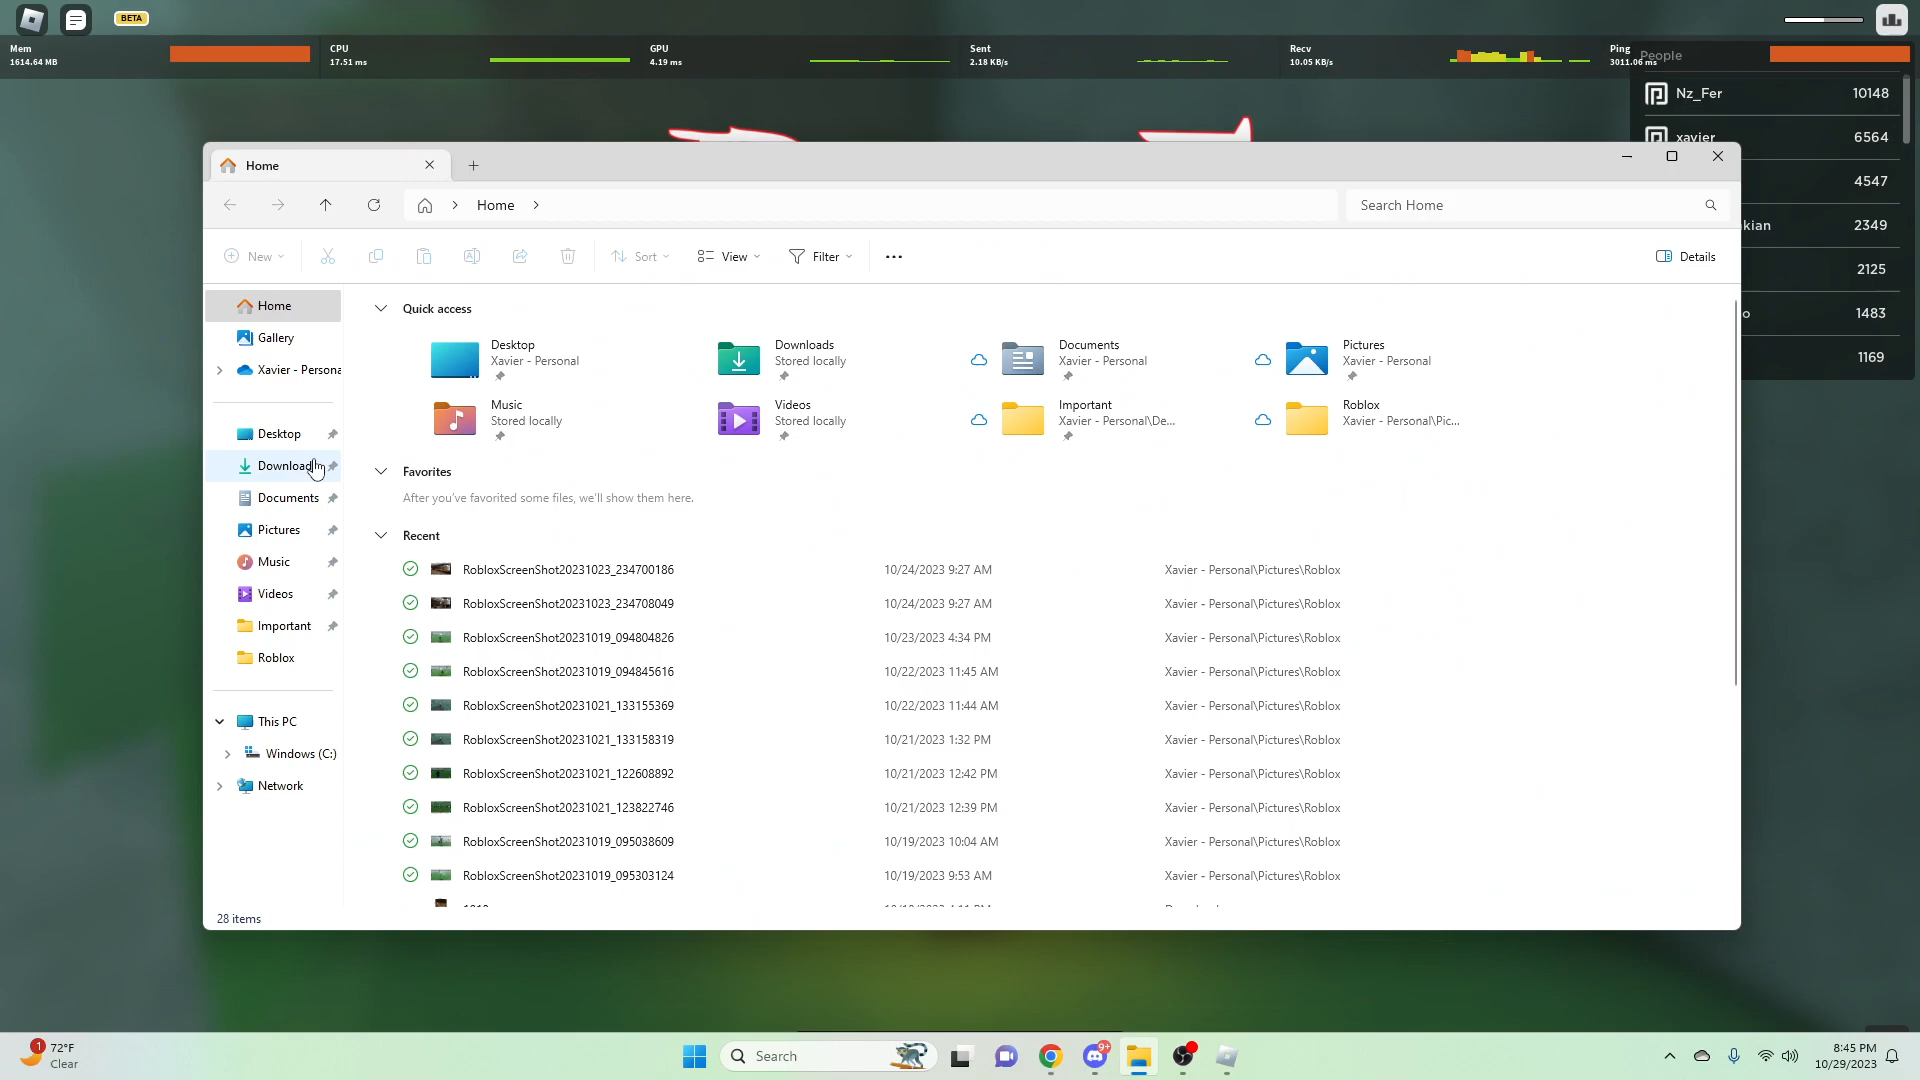 BETA
Mem
1614.64 MB
CPU
17.51 ms
GPU
4.19 ms
Sent
2.18 KB/s
Recv
10.05 KB/s
Ping
3011.06 ms
People
Nz_Fer 10148
xavier 6564
4547
kian 2349
2125
o 1483
1169
Home
Home
Search Home
New
Sort
View
Filter
Details
Home
Gallery
Xavier - Persona
Desktop
Download
Documents
Pictures
Music
Videos
Important
Roblox
This PC
Windows (C:)
Network
Quick access
Desktop
Xavier - Personal
Downloads
Stored locally
Documents
Xavier - Personal
Pictures
Xavier - Personal
Music
Stored locally
Videos
Stored locally
Important
Xavier - Personal\De...
Roblox
Xavier - Personal\Pic...
Favorites
After you've favorited some files, we'll show them here.
Recent
RobloxScreenShot20231023_234700186 10/24/2023 9:27 AM Xavier - Personal\Pictures\Roblox
RobloxScreenShot20231023_234708049 10/24/2023 9:27 AM Xavier - Personal\Pictures\Roblox
RobloxScreenShot20231019_094804826 10/23/2023 4:34 PM Xavier - Personal\Pictures\Roblox
RobloxScreenShot20231019_094845616 10/22/2023 11:45 AM Xavier - Personal\Pictures\Roblox
RobloxScreenShot20231021_133155369 10/22/2023 11:44 AM Xavier - Personal\Pictures\Roblox
RobloxScreenShot20231021_133158319 10/21/2023 1:32 PM Xavier - Personal\Pictures\Roblox
RobloxScreenShot20231021_122608892 10/21/2023 12:42 PM Xavier - Personal\Pictures\Roblox
RobloxScreenShot20231021_123822746 10/21/2023 12:39 PM Xavier - Personal\Pictures\Roblox
RobloxScreenShot20231019_095038609 10/19/2023 10:04 AM Xavier - Personal\Pictures\Roblox
RobloxScreenShot20231019_095303124 10/19/2023 9:53 AM Xavier - Personal\Pictures\Roblox
28 items
1
72°F
Clear
Search
9+
8:45 PM
10/29/2023